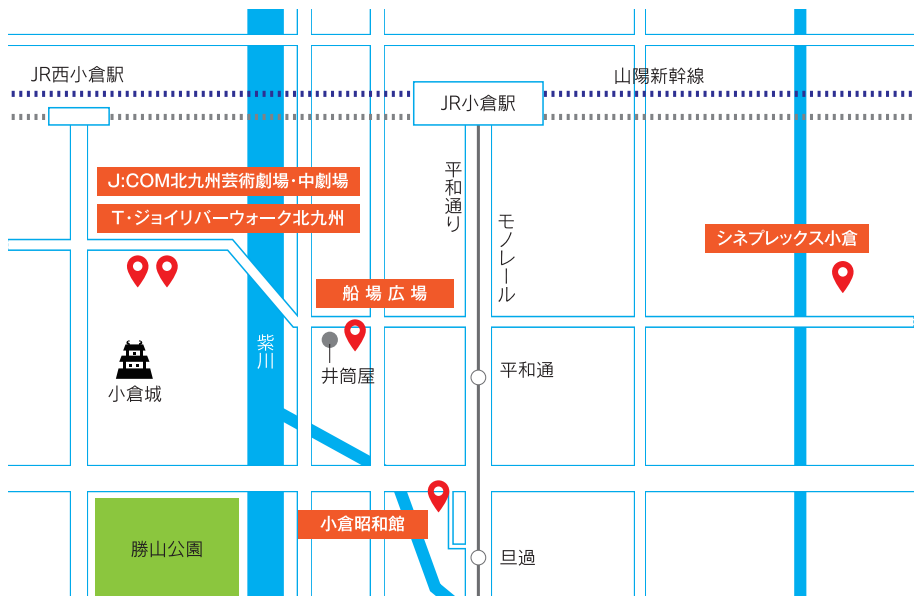 JR西小倉駅
山陽新幹線
JR小倉駅
J:COM北九州芸術劇場・中劇場
T・ジョイリバーウォーク北九州
平和通り
モノレール
シネプレックス小倉
船場広場
紫川
井筒屋
平和通
小倉城
小倉昭和館
勝山公園
旦過